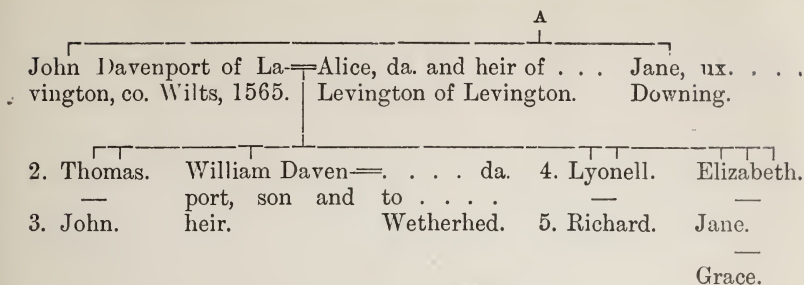 A
John Davenport of La-=Alice, da. and heir of . . . Jane, ux. . . .
vington, co. Wilts, 1565. Levington of Levington. Downing.
2. Thomas. William Daven-=. . . . da. 4. Lyonell. Elizabeth.
— port, son and to . . . . — —
3. John. heir. Wetherhed. 5. Richard. Jane.
—
Grace.